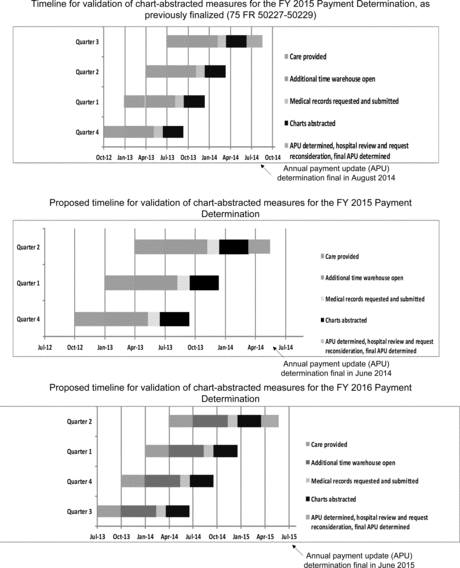 Timeline for validation of chart-abstracted measures for the FY 2015 Payment Determination, as
previously finalized (75 FR 50227-50229)
Quarter 3
Quarter 2
Quarter 1
Quarter 4
Oct-12 Jan-13 Apr-13 Jul-13 Oct-13 Jan-14 Apr-14 Jul-14 Oct-14
Care provided
Additional time warehouse open
Medical records requested and submitted
Charts abstracted
APU determined, hospital review and request
reconsideration, final APU determined
Annual payment update (APU)
determination final in August 2014
Proposed timeline for validation of chart-abstracted measures for the FY 2015 Payment
Determination
Quarter 2
Quarter 1
Quarter 4
Jul-12 Oct-12 Jan-13 Apr-13 Jul-13 Oct-13 Jan-14 Apr-14 Jul-14
Care provided
Additional time warehouse open
Medical records requested and submitted
Charts abstracted
APU determined, hospital review and request
reconsideration, final APU determined
Annual payment update (APU)
determination final in June 2014
Proposed timeline for validation of chart-abstracted measures for the FY 2016 Payment
Determination
Quarter 2
Quarter 1
Quarter 4
Quarter 3
Jul-13 Oct-13 Jan-14 Apr-14 Jul-14 Oct-14 Jan-15 Apr-15 Jul-15
Care provided
Additional time warehouse open
Medical records requested and submitted
Charts abstracted
APU determined, hospital review and request
reconsideration, final APU determined
Annual payment update (APU)
determination final in June 2015